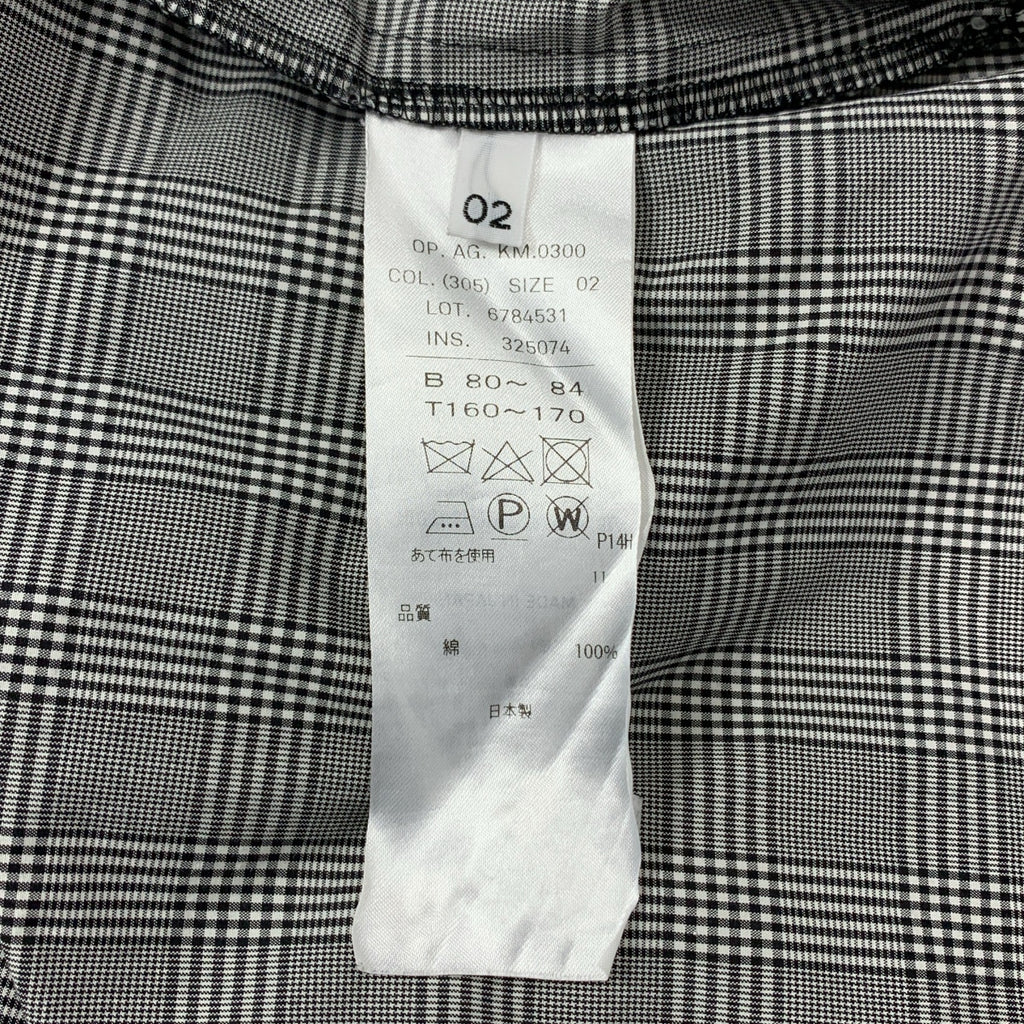 02
OP. AG. KM.0300
COL. (305) SIZE 02
LOT. 6784531
INS. 325074
B 80～ 84
T160～170
P W
P14H
あて布を使用
11
品質
綿 100%
日本製